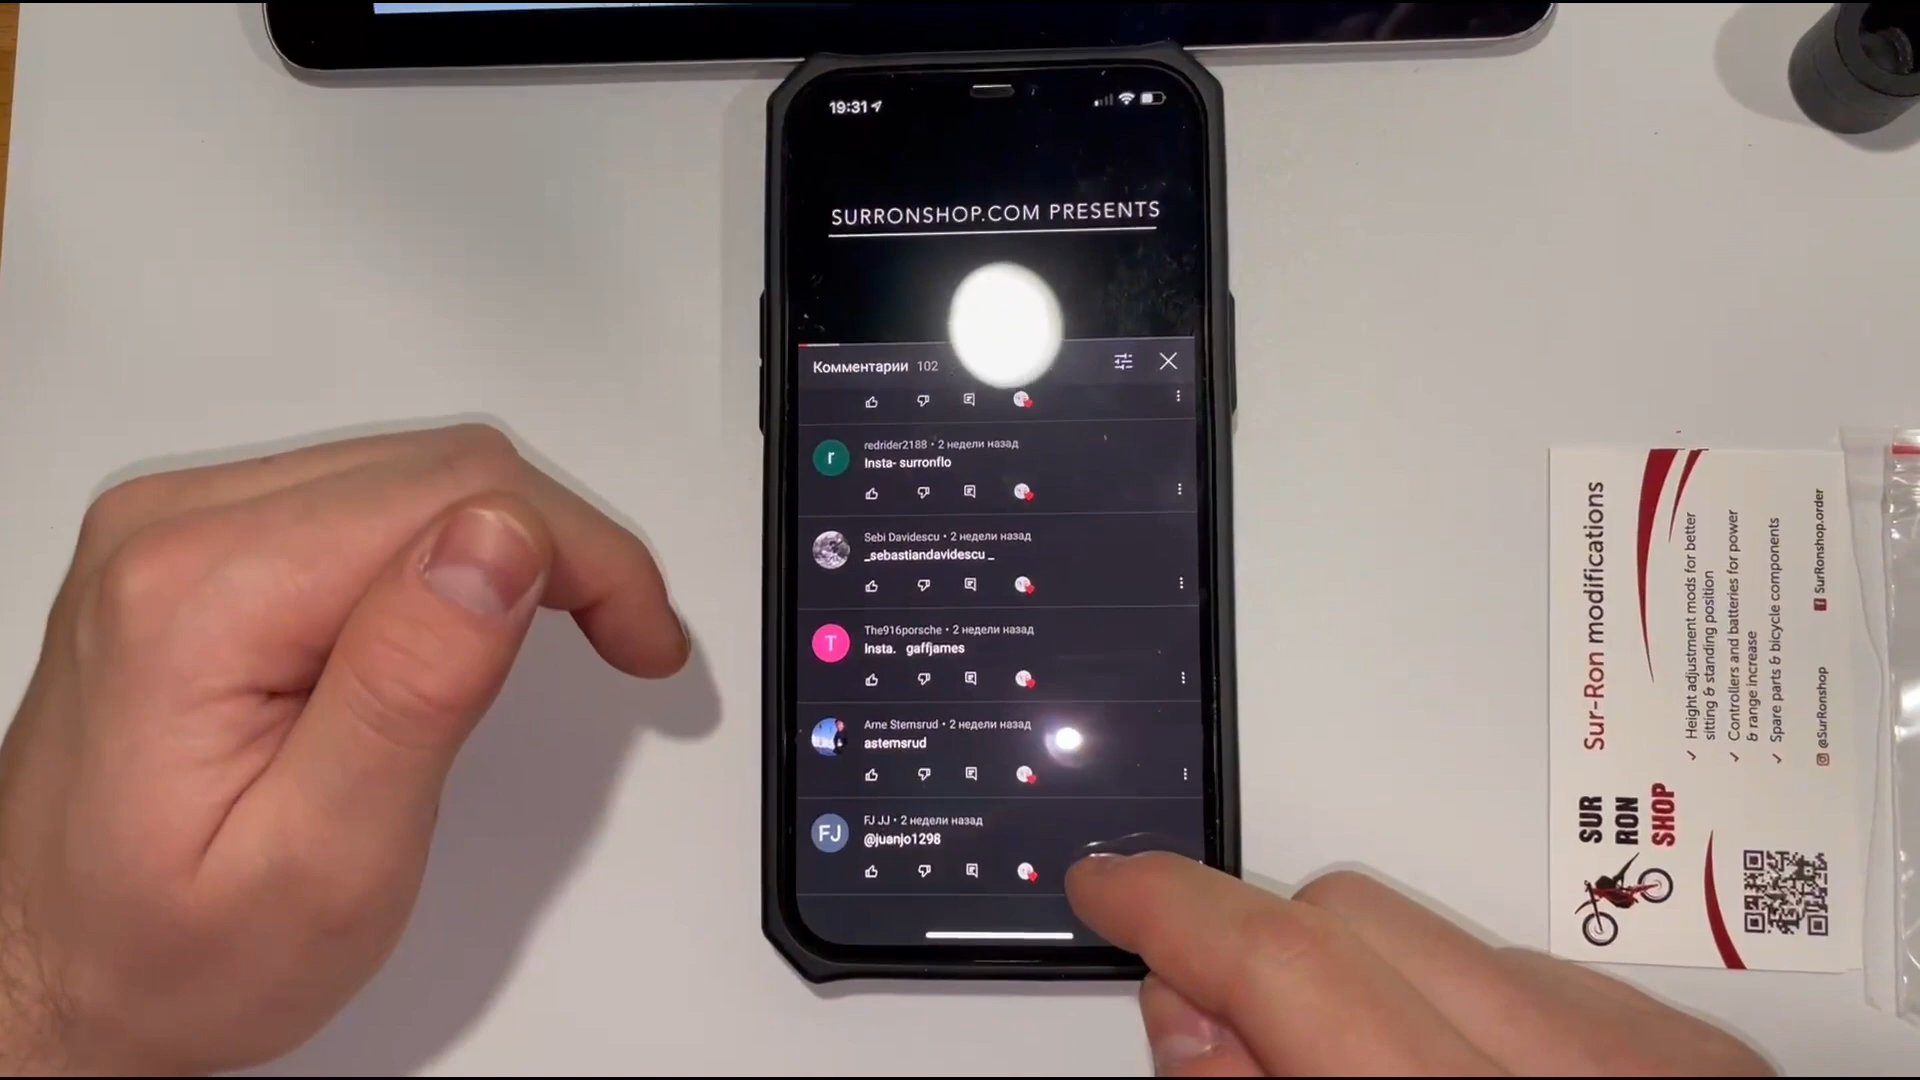 19:31
SURRONSHOP.COM PRESENTS
Комментарии 102
redrider2188 • 2 недели назад
Insta- surronflo
Sebi Davidescu • 2 недели назад
_sebastiandavidescu_
T
The916porsche • 2 недели назад
Insta. gaffjames
Arne Stemsrud • 2 недели назад
astemsrud
FJ
FJ JJ • 2 недели назад
@juanjo1298
r
Sur-Ron modifications
✓ Height adjustment mods for better
sitting & standing position
✓ Controllers and batteries for power
& range increase
✓ Spare parts & bicycle components
@SurRonshop
SurRonshop.order
SUR
RON
SHOP